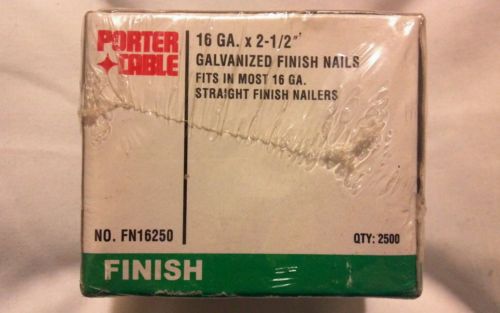 PORTER
CABLE
16 GA. x 2-1/2"
GALVANIZED FINISH NAILS
FITS IN MOST 16 GA.
STRAIGHT FINISH NAILERS
NO. FN16250
QTY: 2500
FINISH